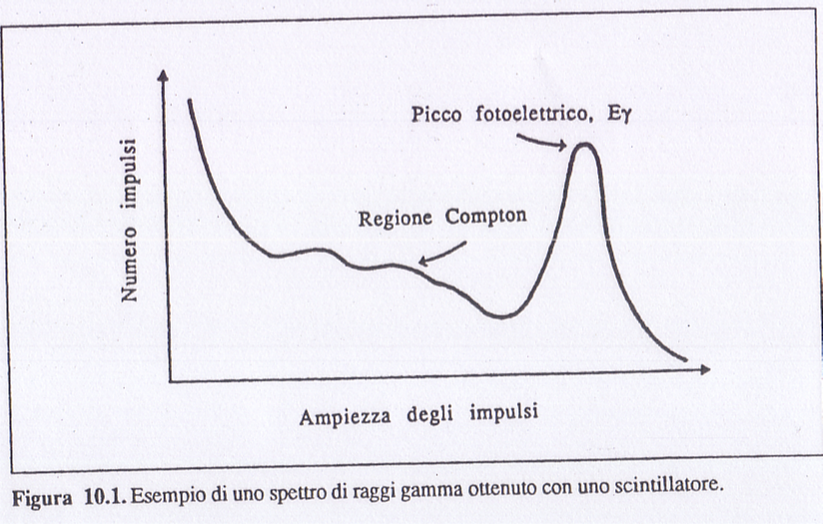 Picco fotoelettrico, Eγ
Regione Compton
Numero impulsi
Ampiezza degli impulsi
Figura 10.1. Esempio di uno spettro di raggi gamma ottenuto con uno scintillatore.